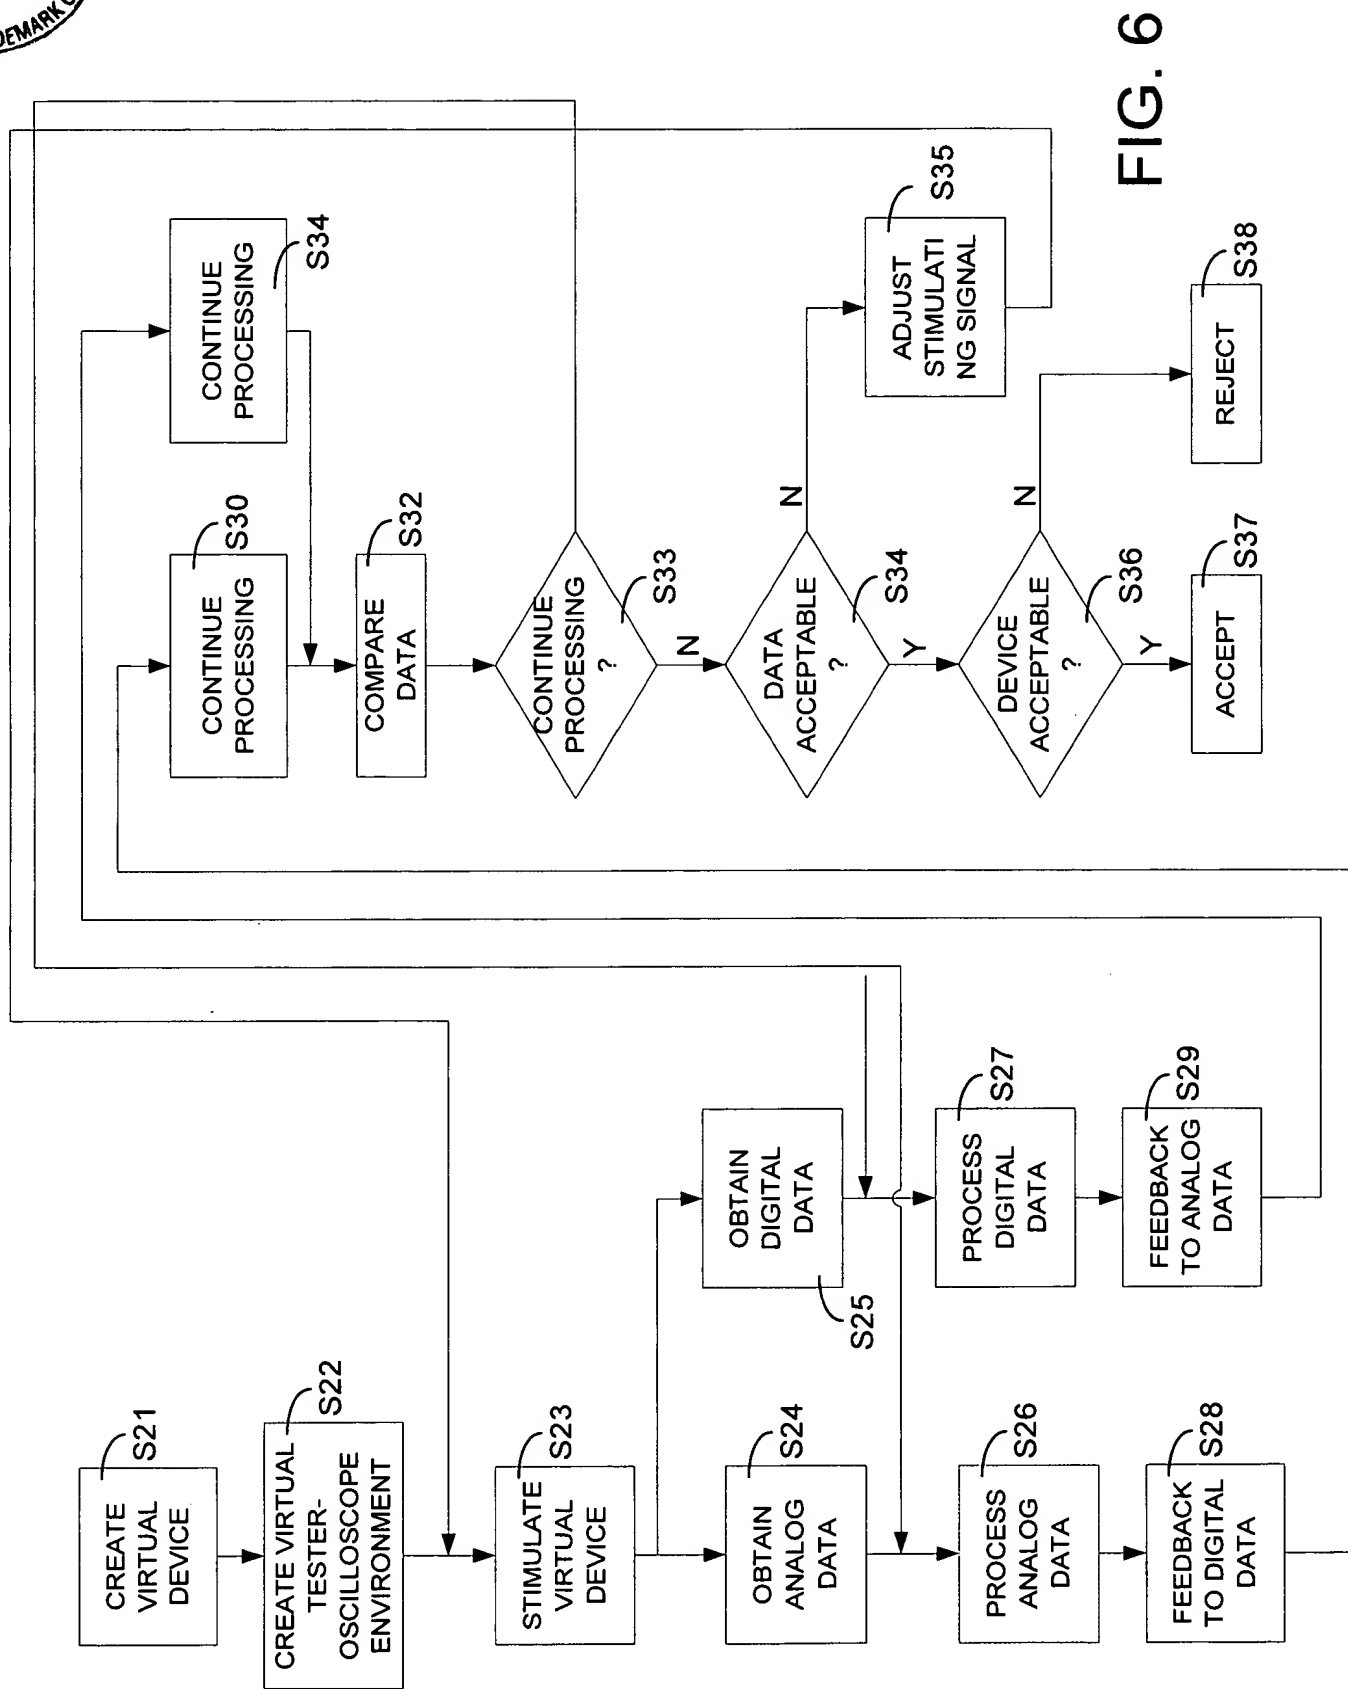 DEMARK
CREATE
VIRTUAL
DEVICE
S21
CREATE VIRTUAL
TESTER-
OSCILLOSCOPE
ENVIRONMENT
S22
STIMULATE
VIRTUAL
DEVICE
S23
OBTAIN
ANALOG
DATA
S24
OBTAIN
DIGITAL
DATA
S25
PROCESS
ANALOG
DATA
S26
PROCESS
DIGITAL
DATA
S27
FEEDBACK
TO DIGITAL
DATA
S28
FEEDBACK
TO ANALOG
DATA
S29
CONTINUE
PROCESSING
S30
CONTINUE
PROCESSING
S34
COMPARE
DATA
S32
CONTINUE
PROCESSING
?
S33
N
DATA
ACCEPTABLE
?
S34
N
Y
ADJUST
STIMULATI
NG SIGNAL
S35
DEVICE
ACCEPTABLE
?
S36
N
Y
ACCEPT
S37
REJECT
S38
FIG. 6